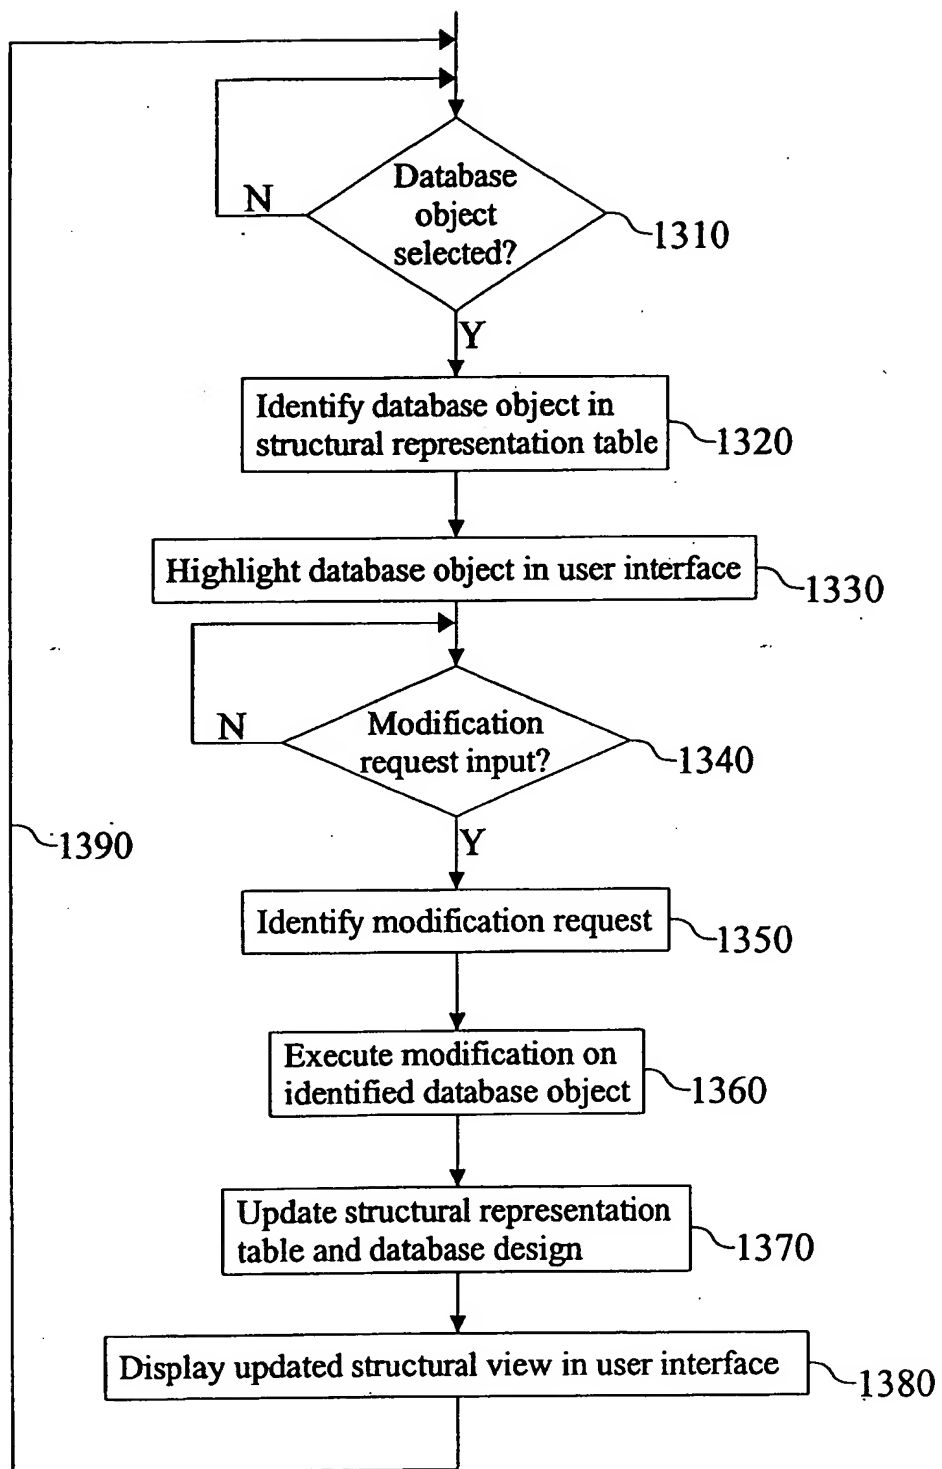 Database
object
selected?
N
1310
Y
Identify database object in
structural representation table
1320
Highlight database object in user interface
1330
Modification
request input?
N
1340
1390
Y
Identify modification request
1350
Execute modification on
identified database object
1360
Update structural representation
table and database design
1370
Display updated structural view in user interface
1380